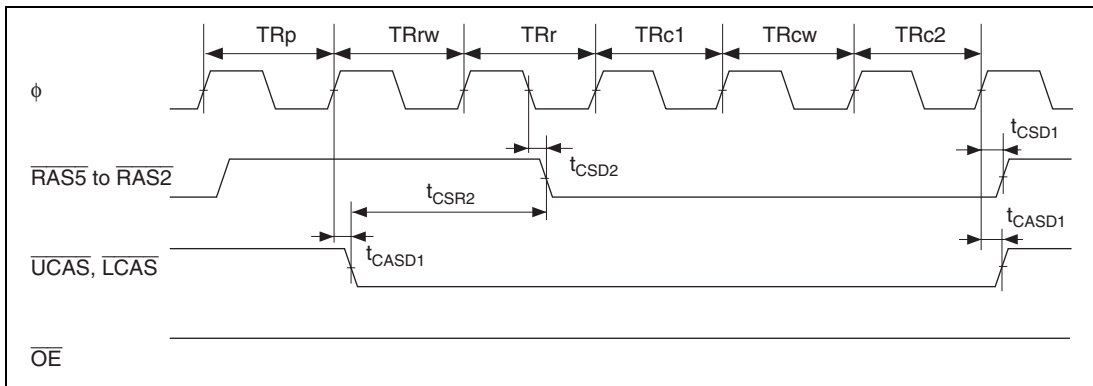 TRp TRrw TRr TRc1 TRcw TRc2
ϕ
tCSD1
RAS5 to RAS2
tCSD2
tCSR2
tCASD1
UCAS, LCAS
tCASD1
OE